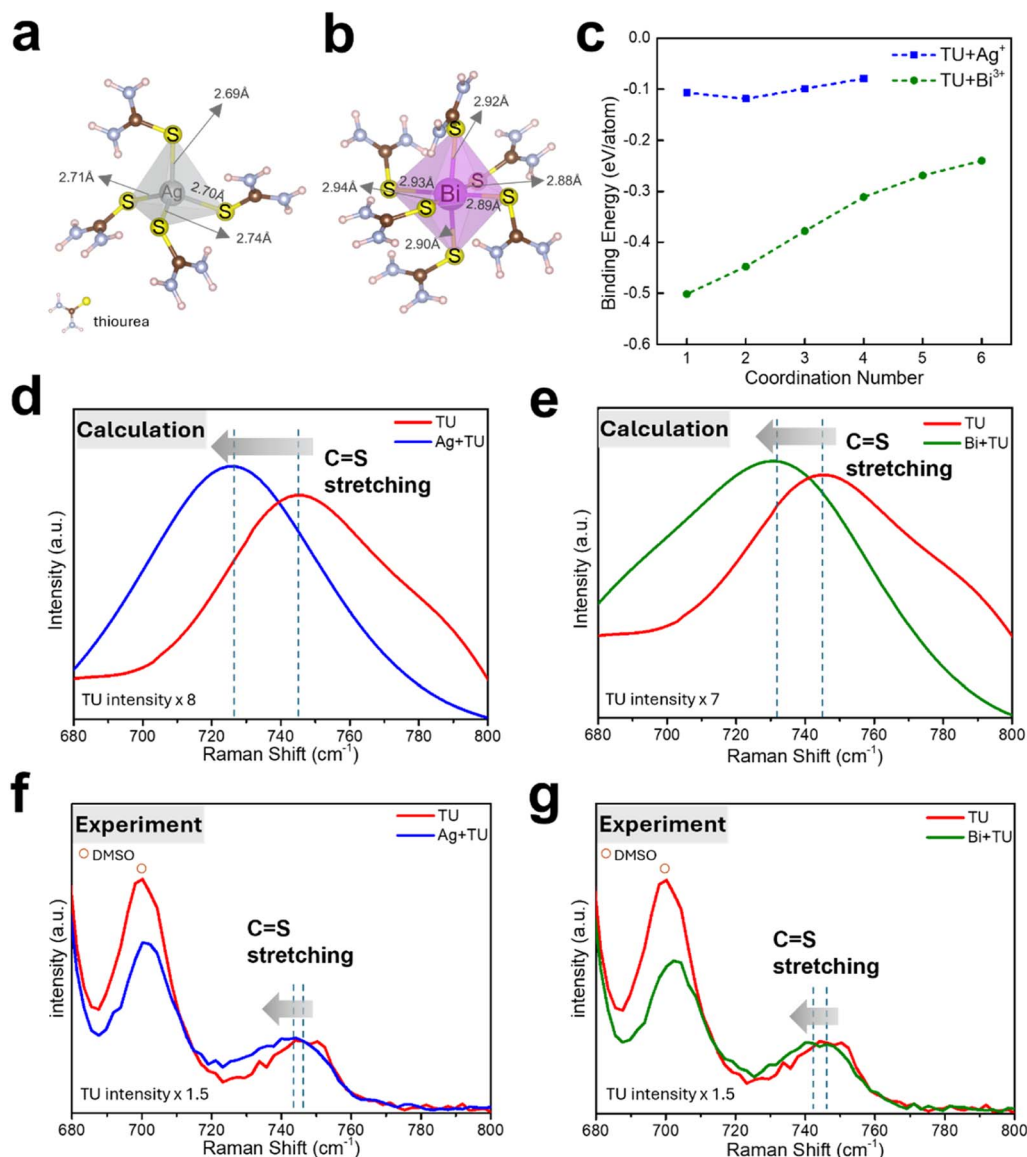 a
2.69Å
S
2.71Å
Ag
2.70Å
S
S
S
2.74Å
thiourea
b
2.92Å
S
S
2.94Å
2.93Å
2.88Å
S
Bi
S
S
2.89Å
2.90Å
S
c
0.0
-0.1
-0.2
-0.3
-0.4
-0.5
-0.6
Binding Energy (eV/atom)
TU+Ag⁺
TU+Bi³⁺
1 2 3 4 5 6
Coordination Number
d
Calculation
TU
Ag+TU
C=S
stretching
Intensity (a.u.)
TU intensity x 8
680 700 720 740 760 780 800
Raman Shift (cm⁻¹)
e
Calculation
TU
Bi+TU
C=S
stretching
Intensity (a.u.)
TU intensity x 7
680 700 720 740 760 780 800
Raman Shift (cm⁻¹)
f
Experiment
TU
Ag+TU
DMSO
C=S
stretching
intensity (a.u.)
TU intensity x 1.5
680 700 720 740 760 780 800
Raman Shift (cm⁻¹)
g
Experiment
TU
Bi+TU
DMSO
C=S
stretching
intensity (a.u.)
TU intensity x 1.5
680 700 720 740 760 780 800
Raman Shift (cm⁻¹)